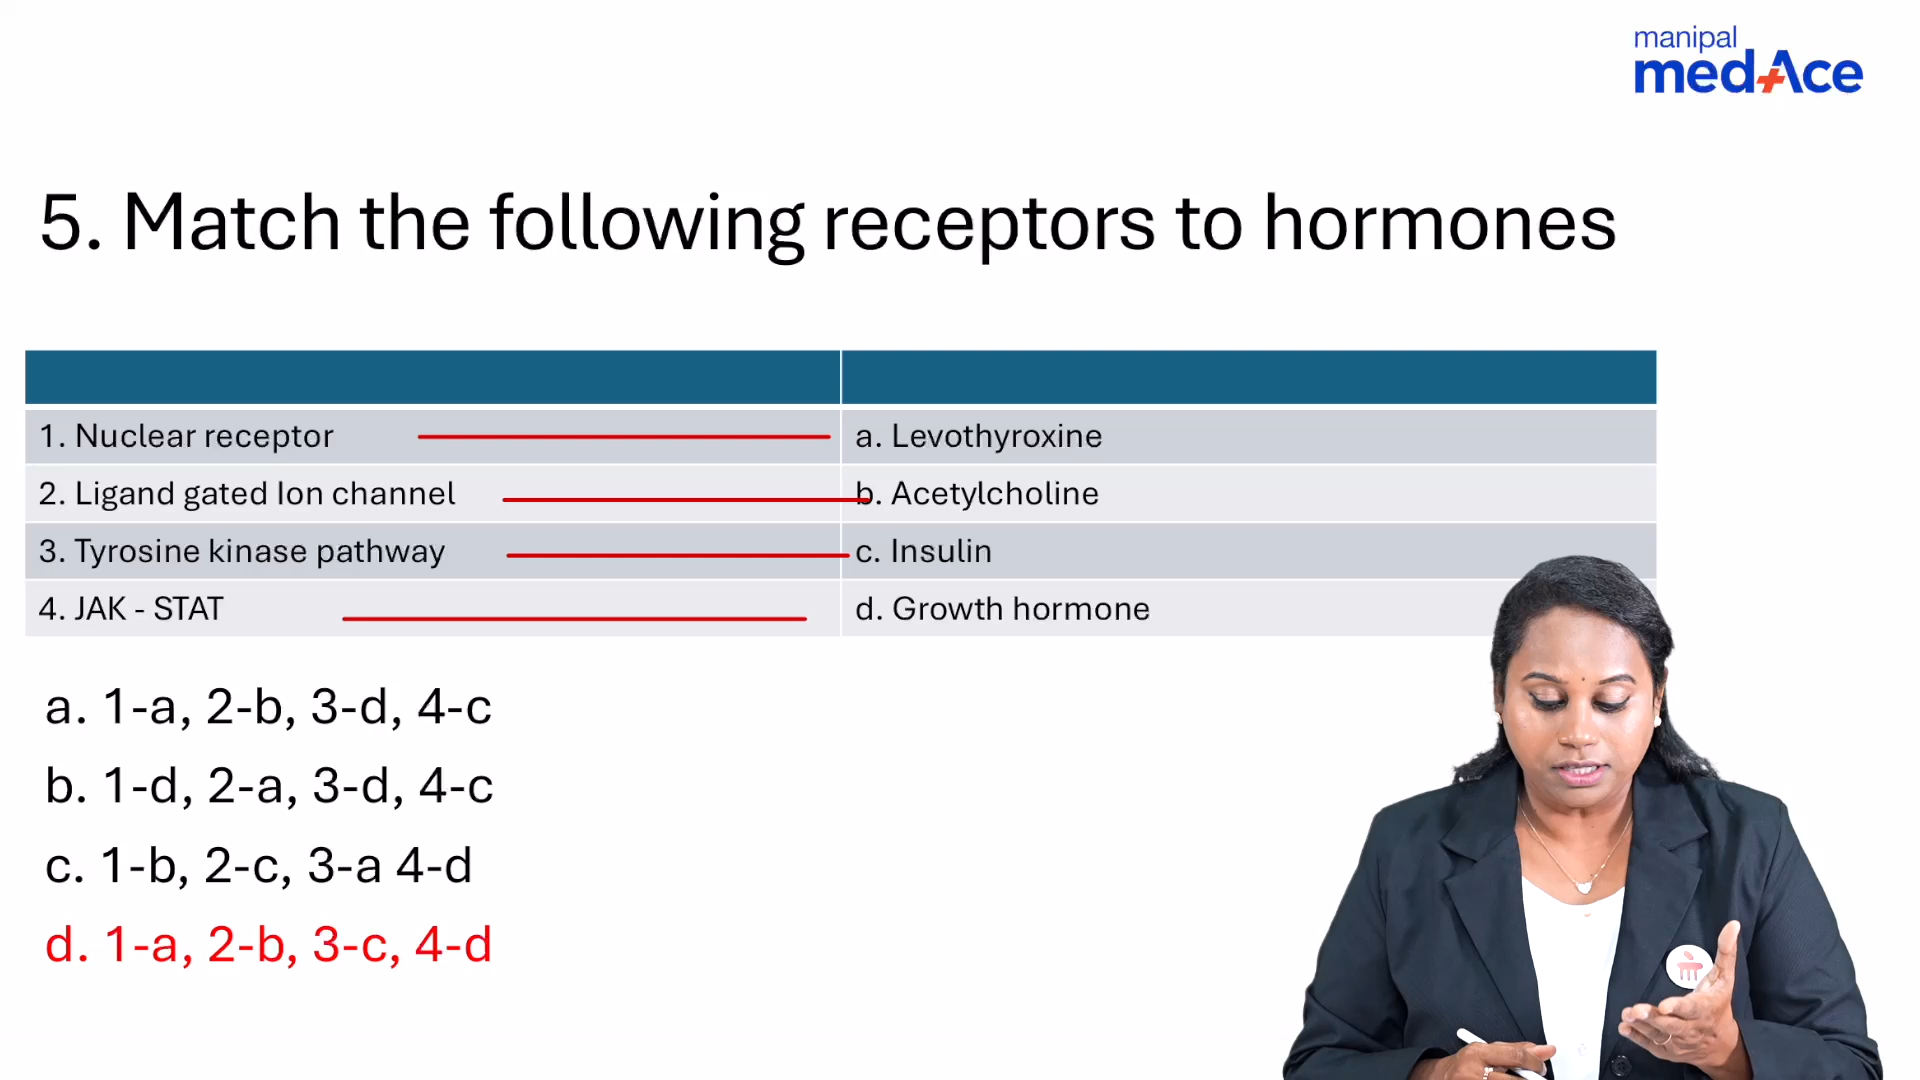 manipal
medAce
5. Match the following receptors to hormones
1. Nuclear receptor a. Levothyroxine
2. Ligand gated Ion channel b. Acetylcholine
3. Tyrosine kinase pathway c. Insulin
4. JAK - STAT d. Growth hormone
a. 1-a, 2-b, 3-d, 4-c
b. 1-d, 2-a, 3-d, 4-c
c. 1-b, 2-c, 3-a 4-d
d. 1-a, 2-b, 3-c, 4-d